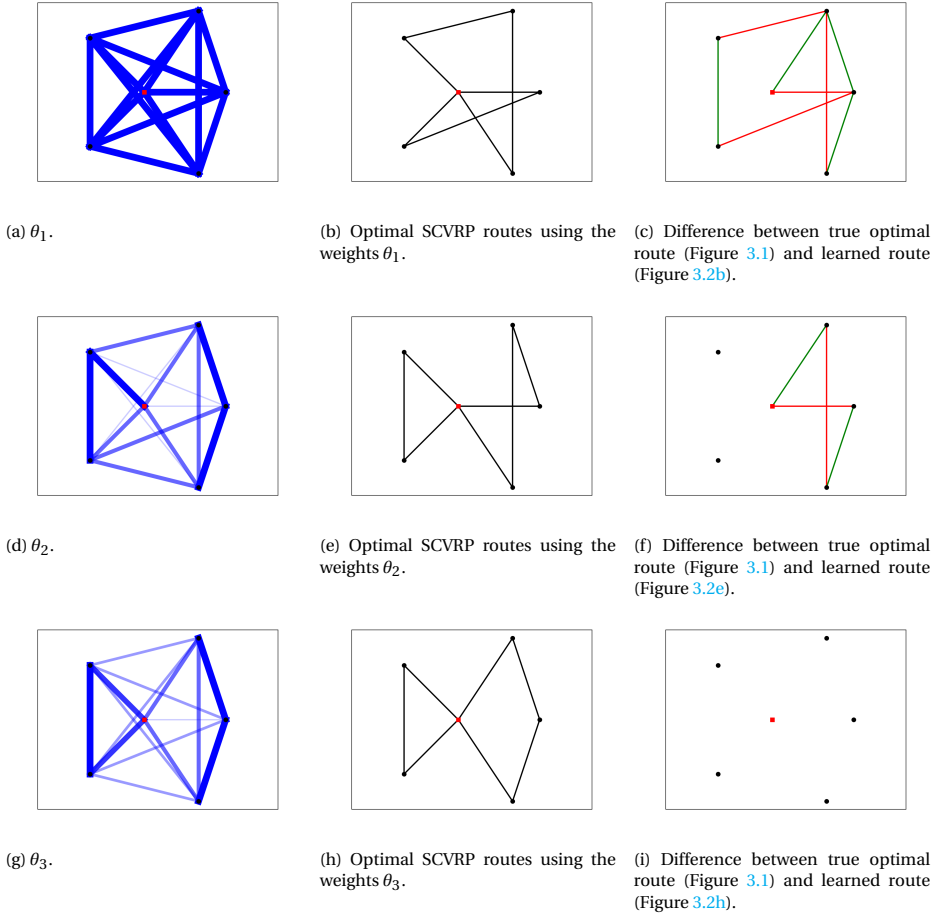 (a) θ1.
(b) Optimal SCVRP routes using the
weights θ1.
(c) Difference between true optimal
route (Figure 3.1) and learned route
(Figure 3.2b).
(d) θ2.
(e) Optimal SCVRP routes using the
weights θ2.
(f) Difference between true optimal
route (Figure 3.1) and learned route
(Figure 3.2e).
(g) θ3.
(h) Optimal SCVRP routes using the
weights θ3.
(i) Difference between true optimal
route (Figure 3.1) and learned route
(Figure 3.2h).